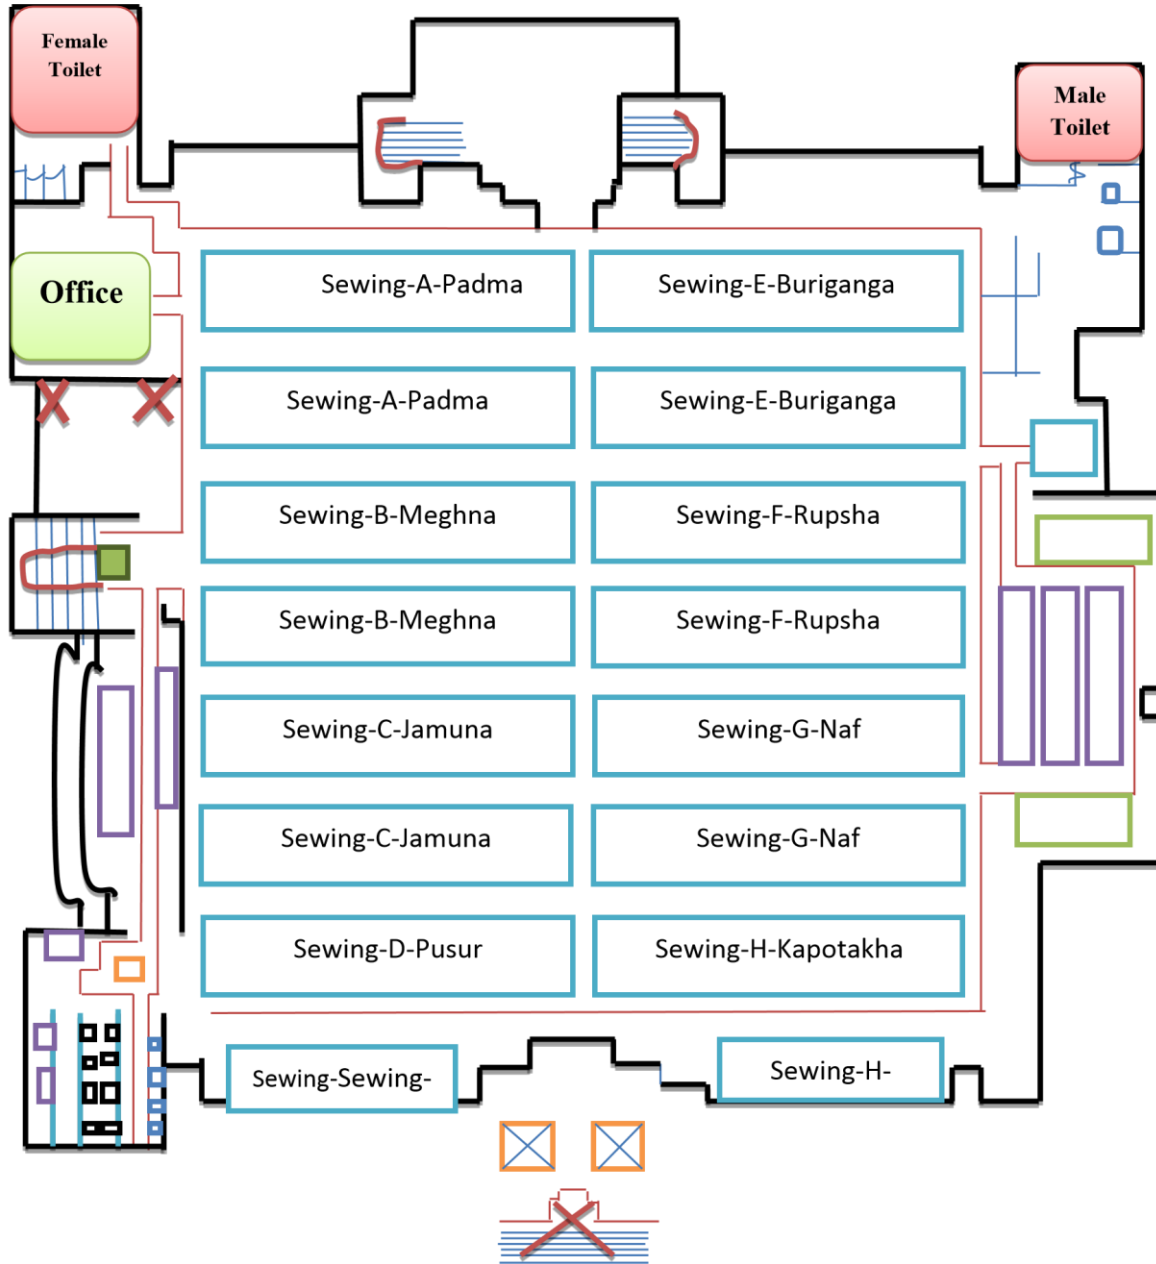 Female
Toilet
Male
Toilet
Office
Sewing-A-Padma
Sewing-E-Buriganga
Sewing-A-Padma
Sewing-E-Buriganga
Sewing-B-Meghna
Sewing-F-Rupsha
Sewing-B-Meghna
Sewing-F-Rupsha
Sewing-C-Jamuna
Sewing-G-Naf
Sewing-C-Jamuna
Sewing-G-Naf
Sewing-D-Pusur
Sewing-H-Kapotakha
Sewing-Sewing-
Sewing-H-